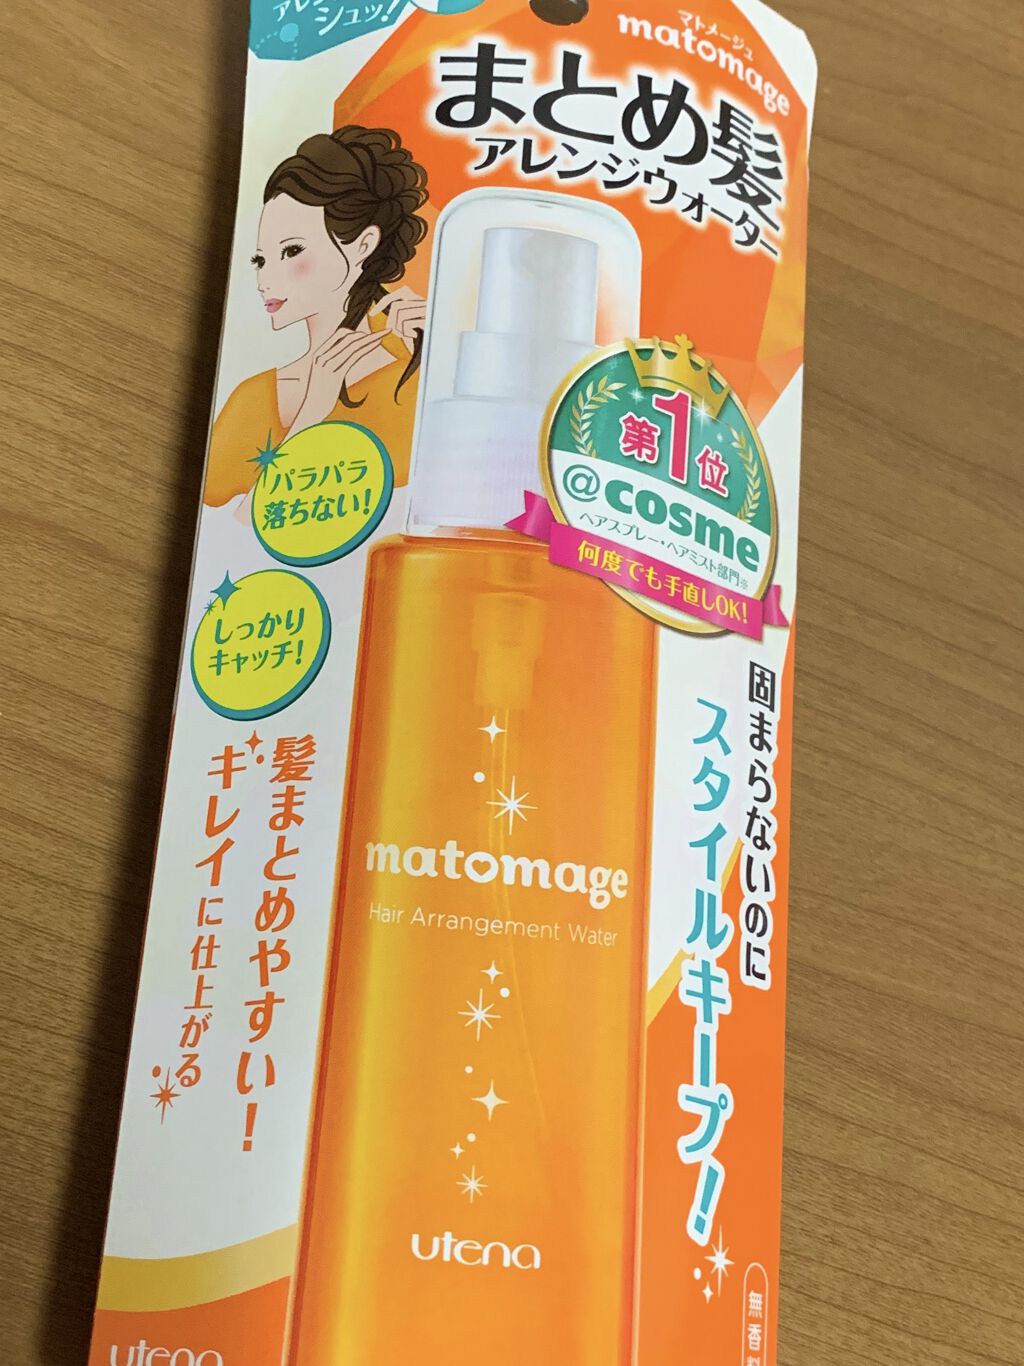 シュッ!
マトメージュ
matomage
まとめ髪
アレンジウォーター
第1位
@cosme
ヘアスプレー・ヘアミスト部門※
何度でも手直しOK!
パラパラ
落ちない!
しっかり
キャッチ!
髪まとめやすい!
キレイに仕上がる
固まらないのに
スタイルキープ!
matomage
Hair Arrangement Water
utena
無香料
utena